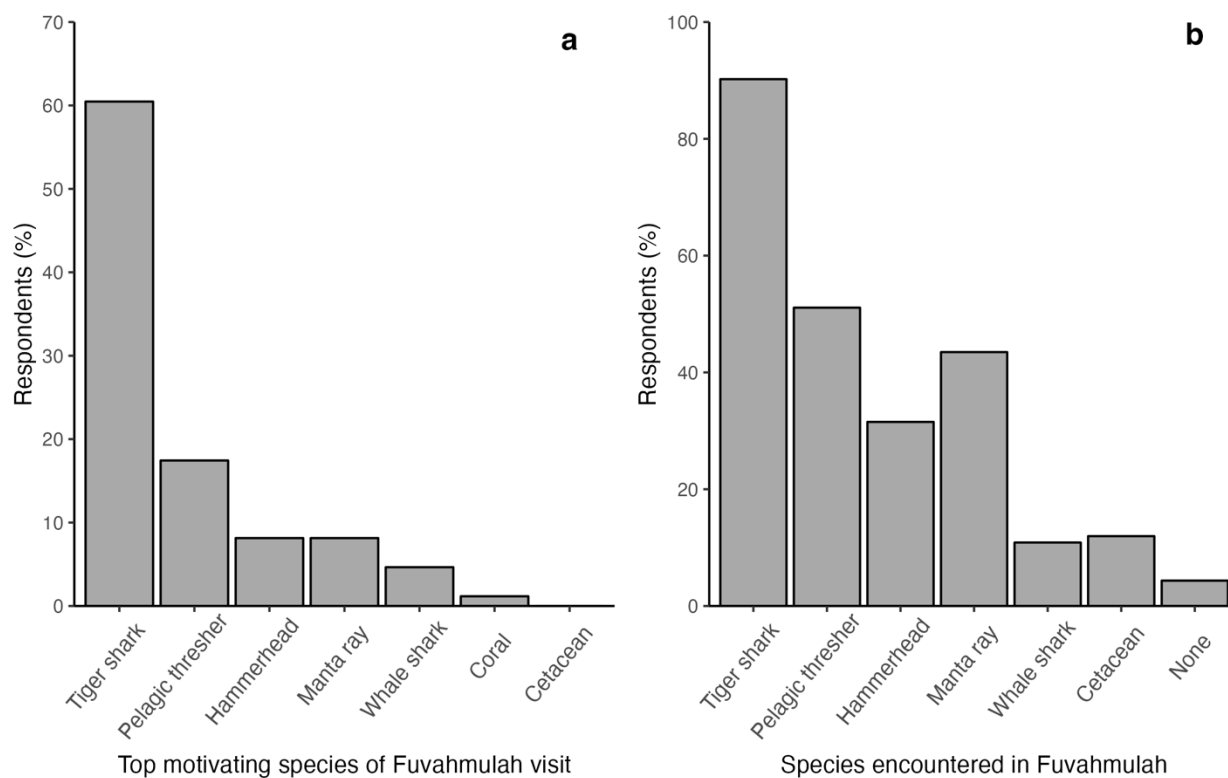 a
70
60
50
40
30
20
10
0
Respondents (%)
Tiger shark
Pelagic thresher
Hammerhead
Manta ray
Whale shark
Coral
Cetacean
Top motivating species of Fuvahmulah visit
b
100
80
60
40
20
0
Respondents (%)
Tiger shark
Pelagic thresher
Hammerhead
Manta ray
Whale shark
Cetacean
None
Species encountered in Fuvahmulah